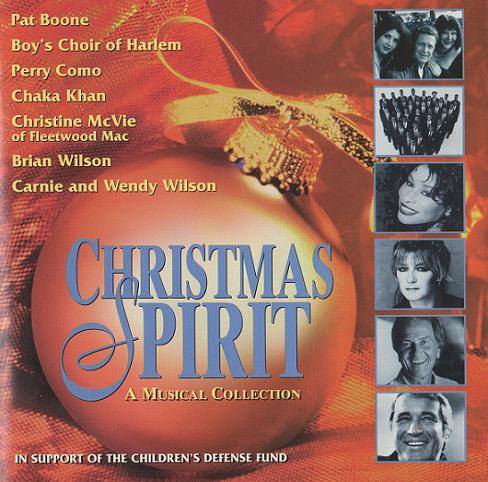 Pat Boone
Boy's Choir of Harlem
Perry Como
Chaka Khan
Christine McVie
of Fleetwood Mac
Brian Wilson
Carnie and Wendy Wilson
CHRISTMAS
SPIRIT
A MUSICAL COLLECTION
IN SUPPORT OF THE CHILDREN'S DEFENSE FUND